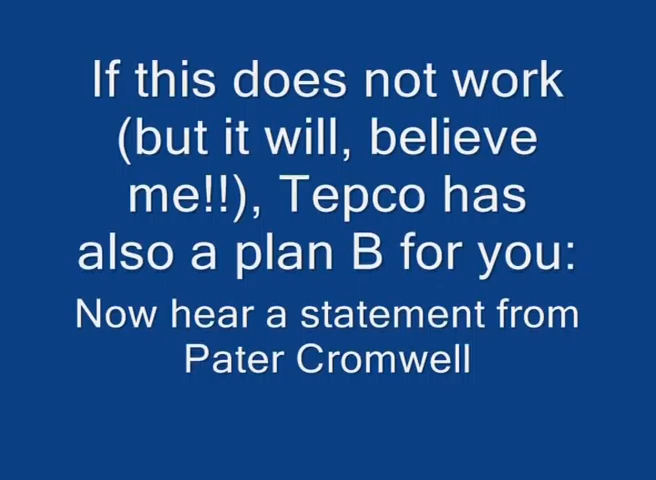 If this does not work
(but it will, believe
me!!), Tepco has
also a plan B for you:
Now hear a statement from
Pater Cromwell